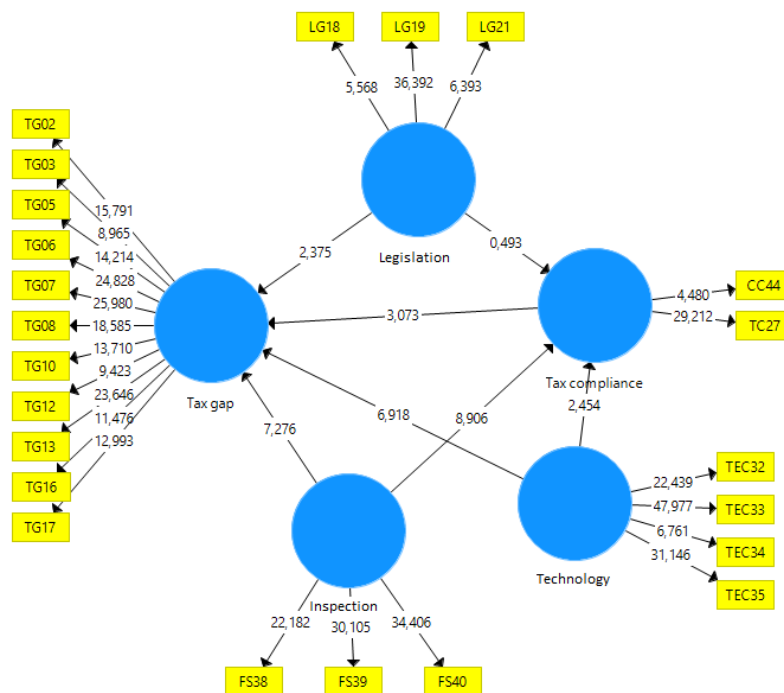 LG18
LG19
LG21
5,568
36,392
6,393
TG02
TG03
TG05
TG06
TG07
TG08
TG10
TG12
TG13
TG16
TG17
15,791
8,965
14,214
24,828
25,980
18,585
13,710
9,423
23,646
11,476
12,993
Legislation
2,375
0,493
3,073
Tax gap
Tax compliance
4,480
29,212
CC44
TC27
7,276
6,918
8,906
2,454
Technology
22,439
47,977
6,761
31,146
TEC32
TEC33
TEC34
TEC35
Inspection
22,182
30,105
34,406
FS38
FS39
FS40